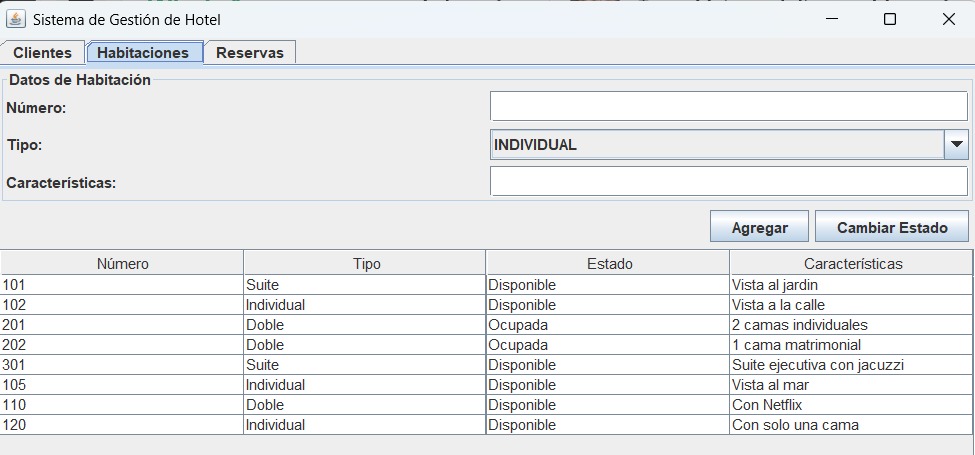 Sistema de Gestión de Hotel
Clientes Habitaciones Reservas
Datos de Habitación
Número:
Tipo: INDIVIDUAL
Características:
Agregar Cambiar Estado
Número Tipo Estado Características
101 Suite Disponible Vista al jardin
102 Individual Disponible Vista a la calle
201 Doble Ocupada 2 camas individuales
202 Doble Ocupada 1 cama matrimonial
301 Suite Disponible Suite ejecutiva con jacuzzi
105 Individual Disponible Vista al mar
110 Doble Disponible Con Netflix
120 Individual Disponible Con solo una cama